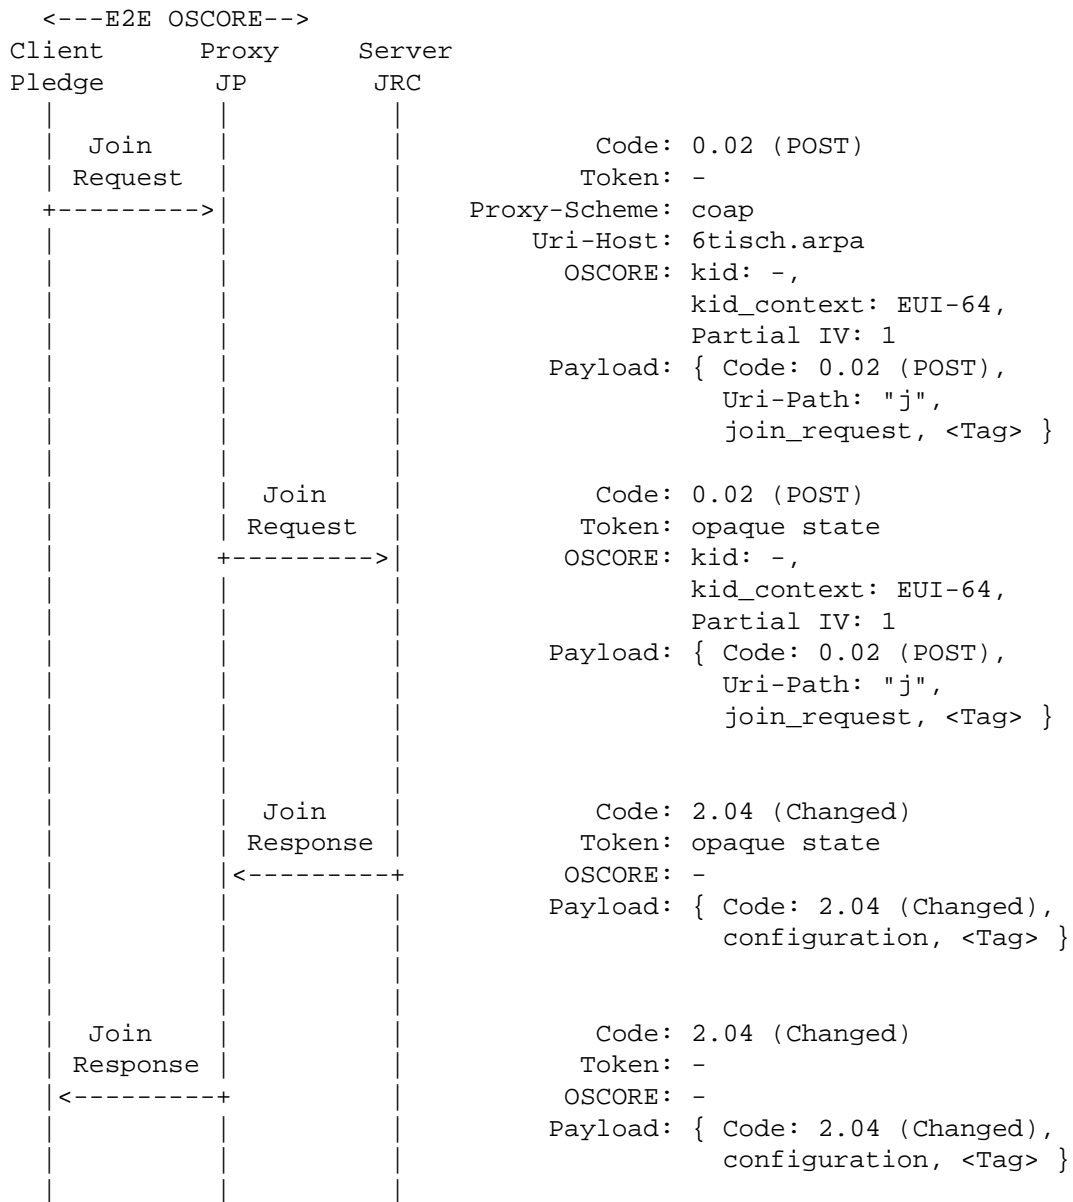 <---E2E OSCORE-->
Client      Proxy     Server
Pledge       JP        JRC
  |          |          |
  |  Join    |          |            Code: 0.02 (POST)
  | Request  |          |           Token: -
  +--------->|          |    Proxy-Scheme: coap
  |          |          |        Uri-Host: 6tisch.arpa
  |          |          |          OSCORE: kid: -,
  |          |          |                  kid_context: EUI-64,
  |          |          |                  Partial IV: 1
  |          |          |         Payload: { Code: 0.02 (POST),
  |          |          |                    Uri-Path: "j",
  |          |          |                    join_request, <Tag> }
  |          |          |
  |          |  Join    |            Code: 0.02 (POST)
  |          | Request  |           Token: opaque state
  |          +--------->|          OSCORE: kid: -,
  |          |          |                  kid_context: EUI-64,
  |          |          |                  Partial IV: 1
  |          |          |         Payload: { Code: 0.02 (POST),
  |          |          |                    Uri-Path: "j",
  |          |          |                    join_request, <Tag> }
  |          |          |
  |          |          |
  |          |  Join    |            Code: 2.04 (Changed)
  |          | Response |           Token: opaque state
  |          |<---------+          OSCORE: -
  |          |          |         Payload: { Code: 2.04 (Changed),
  |          |          |                    configuration, <Tag> }
  |          |          |
  |          |          |
  |  Join    |          |            Code: 2.04 (Changed)
  | Response |          |           Token: -
  |<---------+          |          OSCORE: -
  |          |          |         Payload: { Code: 2.04 (Changed),
  |          |          |                    configuration, <Tag> }
  |          |          |